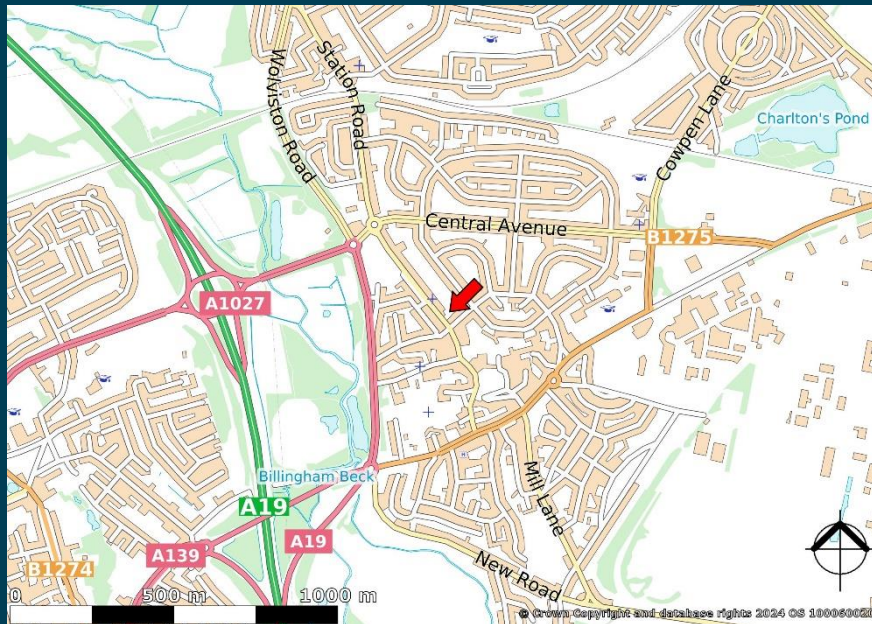 Wolviston Road
Station Road
Cowpen Lane
Charlton's Pond
Central Avenue
B1275
A1027
Billingham Beck
A19
Mill Lane
A19
A139
New Road
B1274
0 500 m 1000 m
© Crown Copyright and database rights 2024 OS 100060020